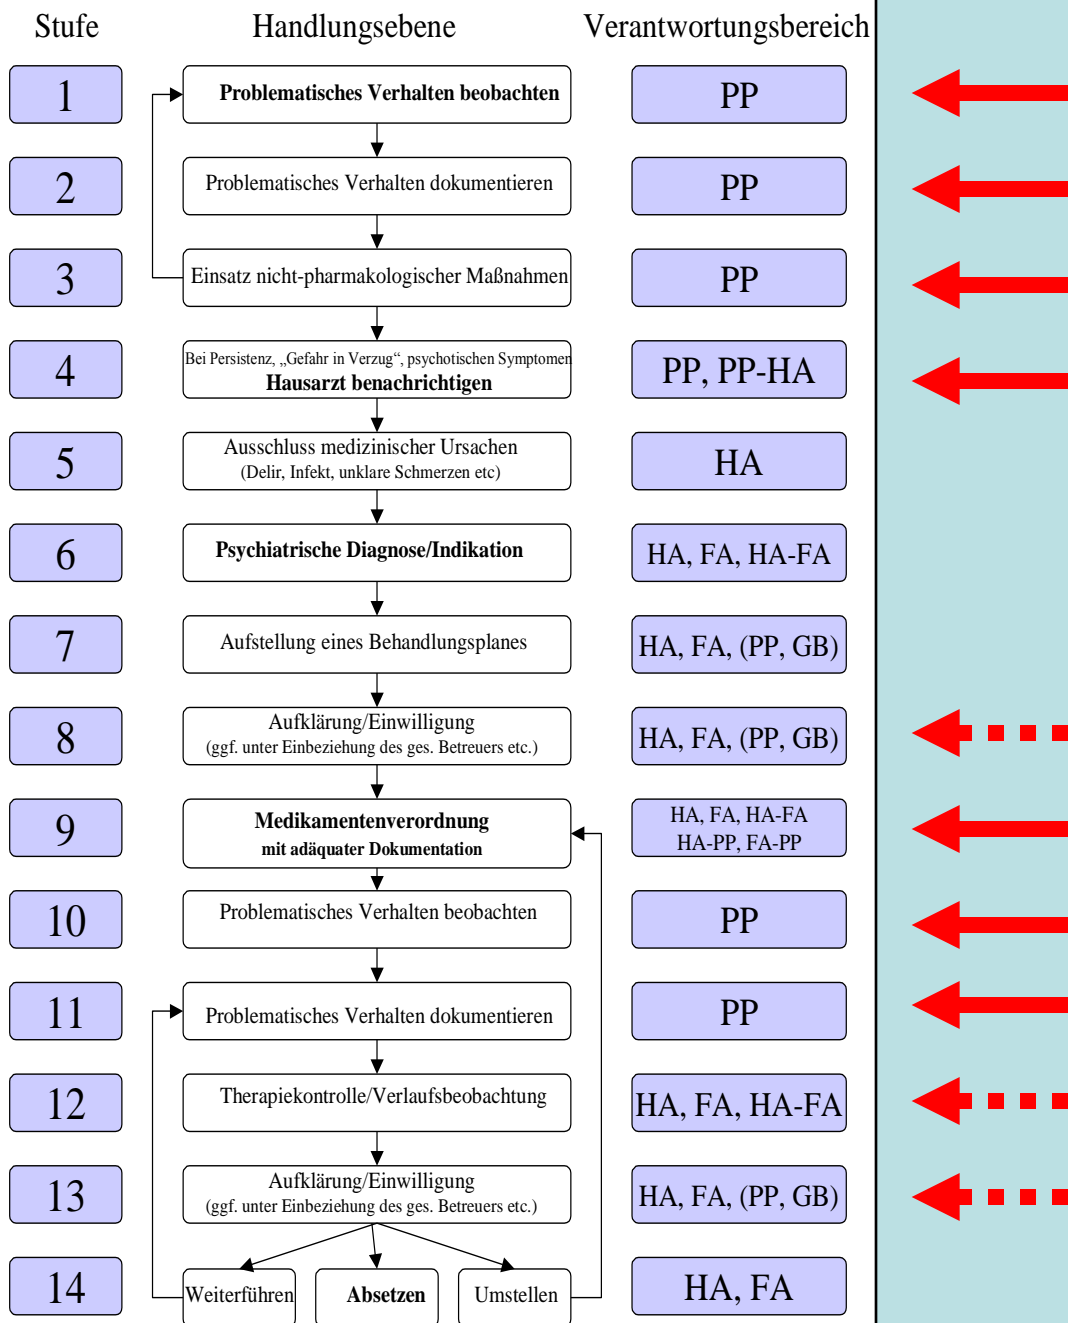 Stufe Handlungsebene Verantwortungsbereich
1 Problematisches Verhalten beobachten PP
2 Problematisches Verhalten dokumentieren PP
3 Einsatz nicht-pharmakologischer Maßnahmen PP
Bei Persistenz, „Gefahr in Verzug“, psychotischen Symptomen
4 Hausarzt benachrichtigen PP, PP-HA
5 Ausschluss medizinischer Ursachen HA
(Delir, Infekt, unklare Schmerzen etc)
6 Psychiatrische Diagnose/Indikation HA, FA, HA-FA
7 Aufstellung eines Behandlungsplanes HA, FA, (PP, GB)
8 Aufklärung/Einwilligung HA, FA, (PP, GB)
(ggf. unter Einbeziehung des ges. Betreuers etc.)
9 Medikamentenverordnung HA, FA, HA-FA
mit adäquater Dokumentation HA-PP, FA-PP
10 Problematisches Verhalten beobachten PP
11 Problematisches Verhalten dokumentieren PP
12 Therapiekontrolle/Verlaufsbeobachtung HA, FA, HA-FA
13 Aufklärung/Einwilligung HA, FA, (PP, GB)
(ggf. unter Einbeziehung des ges. Betreuers etc.)
14 Weiterführen Absetzen Umstellen HA, FA